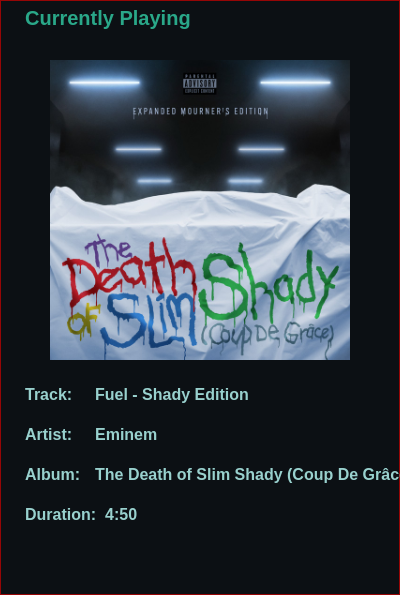 Currently Playing
PARENTAL
ADVISORY
EXPLICIT CONTENT
EXPANDED MOURNER'S EDITION
The
Death
of Slim Shady
(Coup De Grâce)
Track: Fuel - Shady Edition
Artist: Eminem
Album: The Death of Slim Shady (Coup De Grâc
Duration: 4:50